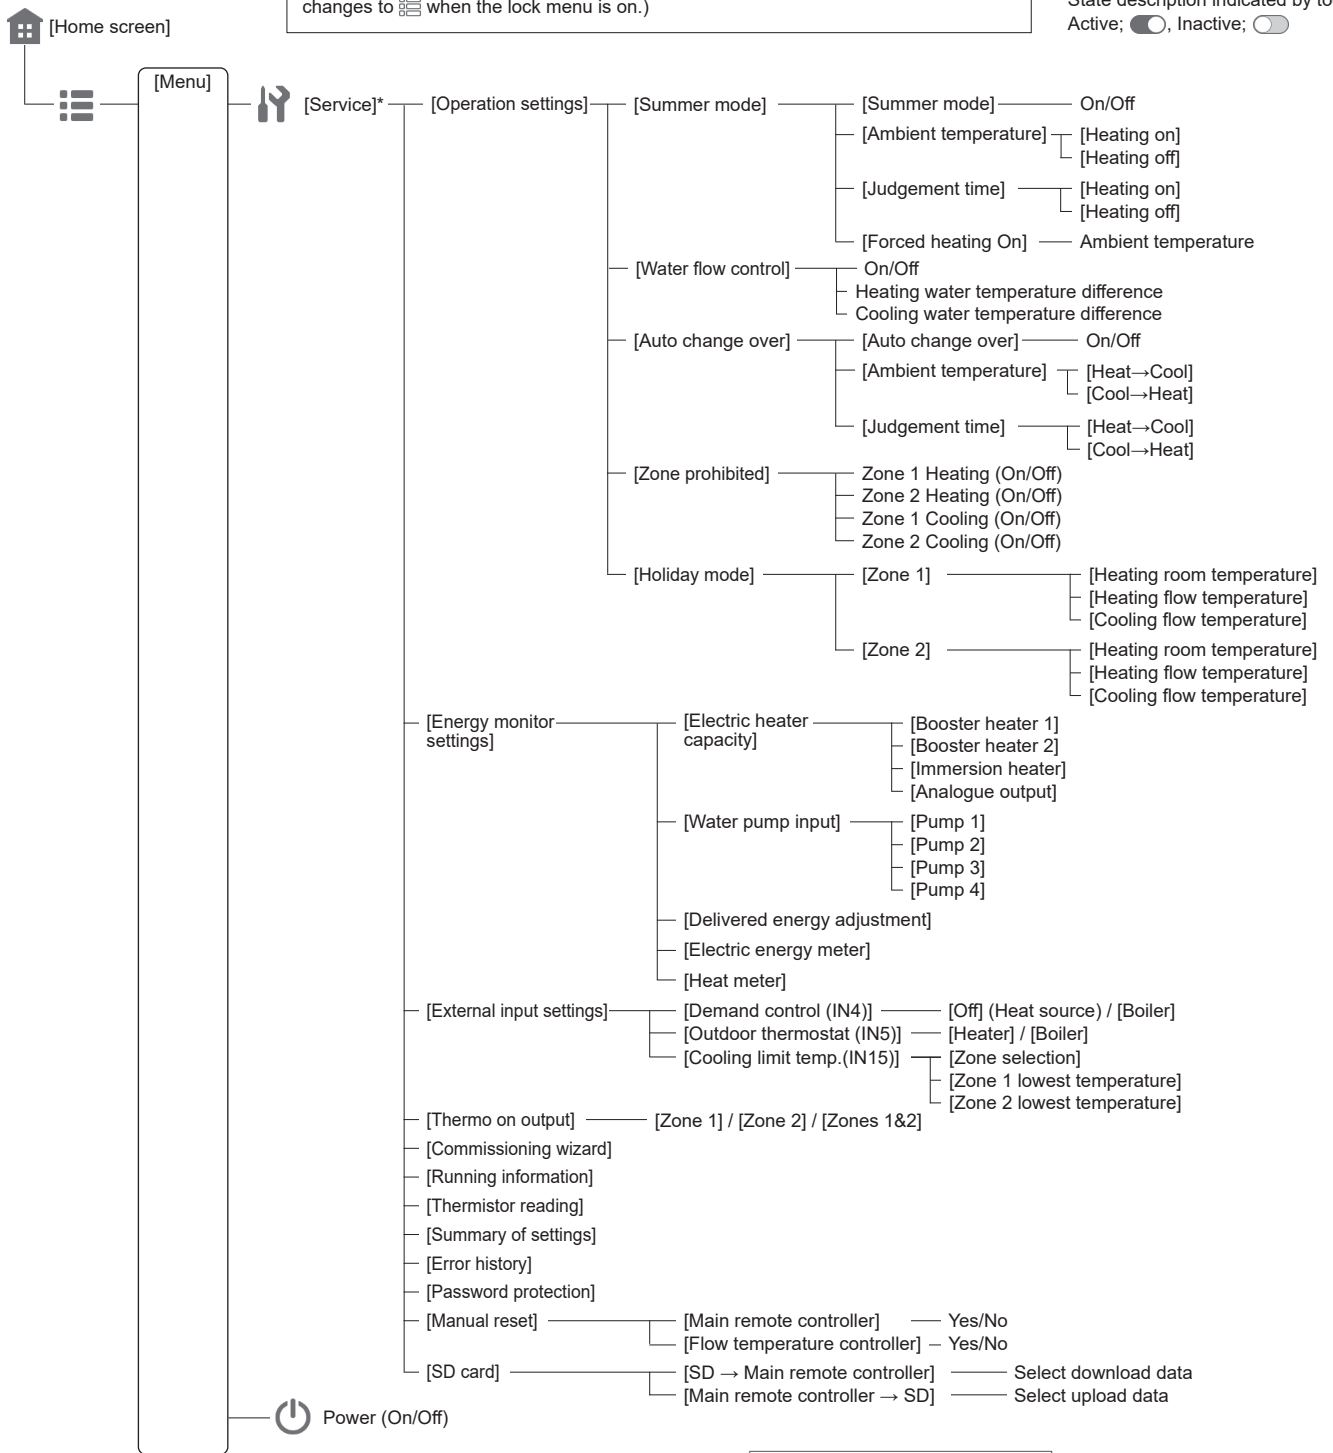 changes to when the lock menu is on.)
Active; , Inactive;
[Home screen]
[Menu]
[Service]* [Operation settings] [Summer mode] [Summer mode] On/Off
[Ambient temperature] [Heating on]
[Heating off]
[Judgement time] [Heating on]
[Heating off]
[Forced heating On] Ambient temperature
[Water flow control] On/Off
Heating water temperature difference
Cooling water temperature difference
[Auto change over] [Auto change over] On/Off
[Ambient temperature] [Heat→Cool]
[Cool→Heat]
[Judgement time] [Heat→Cool]
[Cool→Heat]
[Zone prohibited] Zone 1 Heating (On/Off)
Zone 2 Heating (On/Off)
Zone 1 Cooling (On/Off)
Zone 2 Cooling (On/Off)
[Holiday mode] [Zone 1] [Heating room temperature]
[Heating flow temperature]
[Cooling flow temperature]
[Zone 2] [Heating room temperature]
[Heating flow temperature]
[Cooling flow temperature]
[Energy monitor
settings]
[Electric heater
capacity]
[Booster heater 1]
[Booster heater 2]
[Immersion heater]
[Analogue output]
[Water pump input] [Pump 1]
[Pump 2]
[Pump 3]
[Pump 4]
[Delivered energy adjustment]
[Electric energy meter]
[Heat meter]
[External input settings] [Demand control (IN4)] [Off] (Heat source) / [Boiler]
[Outdoor thermostat (IN5)] [Heater] / [Boiler]
[Cooling limit temp.(IN15)] [Zone selection]
[Zone 1 lowest temperature]
[Zone 2 lowest temperature]
[Thermo on output] [Zone 1] / [Zone 2] / [Zones 1&2]
[Commissioning wizard]
[Running information]
[Thermistor reading]
[Summary of settings]
[Error history]
[Password protection]
[Manual reset] [Main remote controller] Yes/No
[Flow temperature controller] Yes/No
[SD card] [SD → Main remote controller] Select download data
[Main remote controller → SD] Select upload data
Power (On/Off)